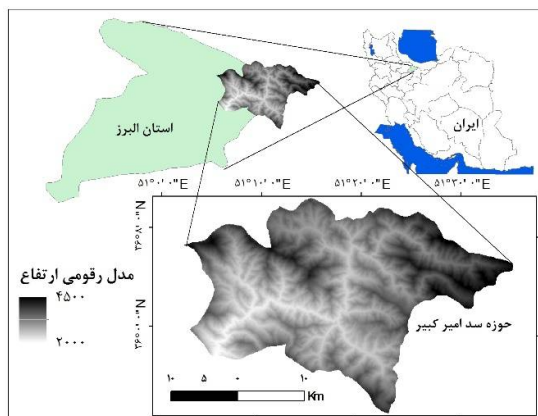 استان البرز
ایران
۵۱°۰'۰"E ۵۱°۱۰'۰"E ۵۱°۲۰'۰"E ۵۱°۳۰'۰"E
۳۶°۸'۰"N
۳۶°۰'۰"N
مدل رقومی ارتفاع
۴۵۰۰
۲۰۰۰
حوزه سد امیر کبیر
۱۰ ۵ ۰ ۱۰
Km